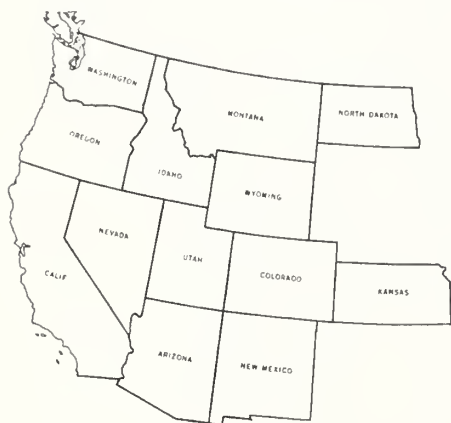 WASHINGTON
MONTANA
NORTH DAKOTA
OREGON
IDAHO
WYOMING
NEVADA
UTAH
COLORADO
CALIF
KANSAS
ARIZONA
NEW MEXICO